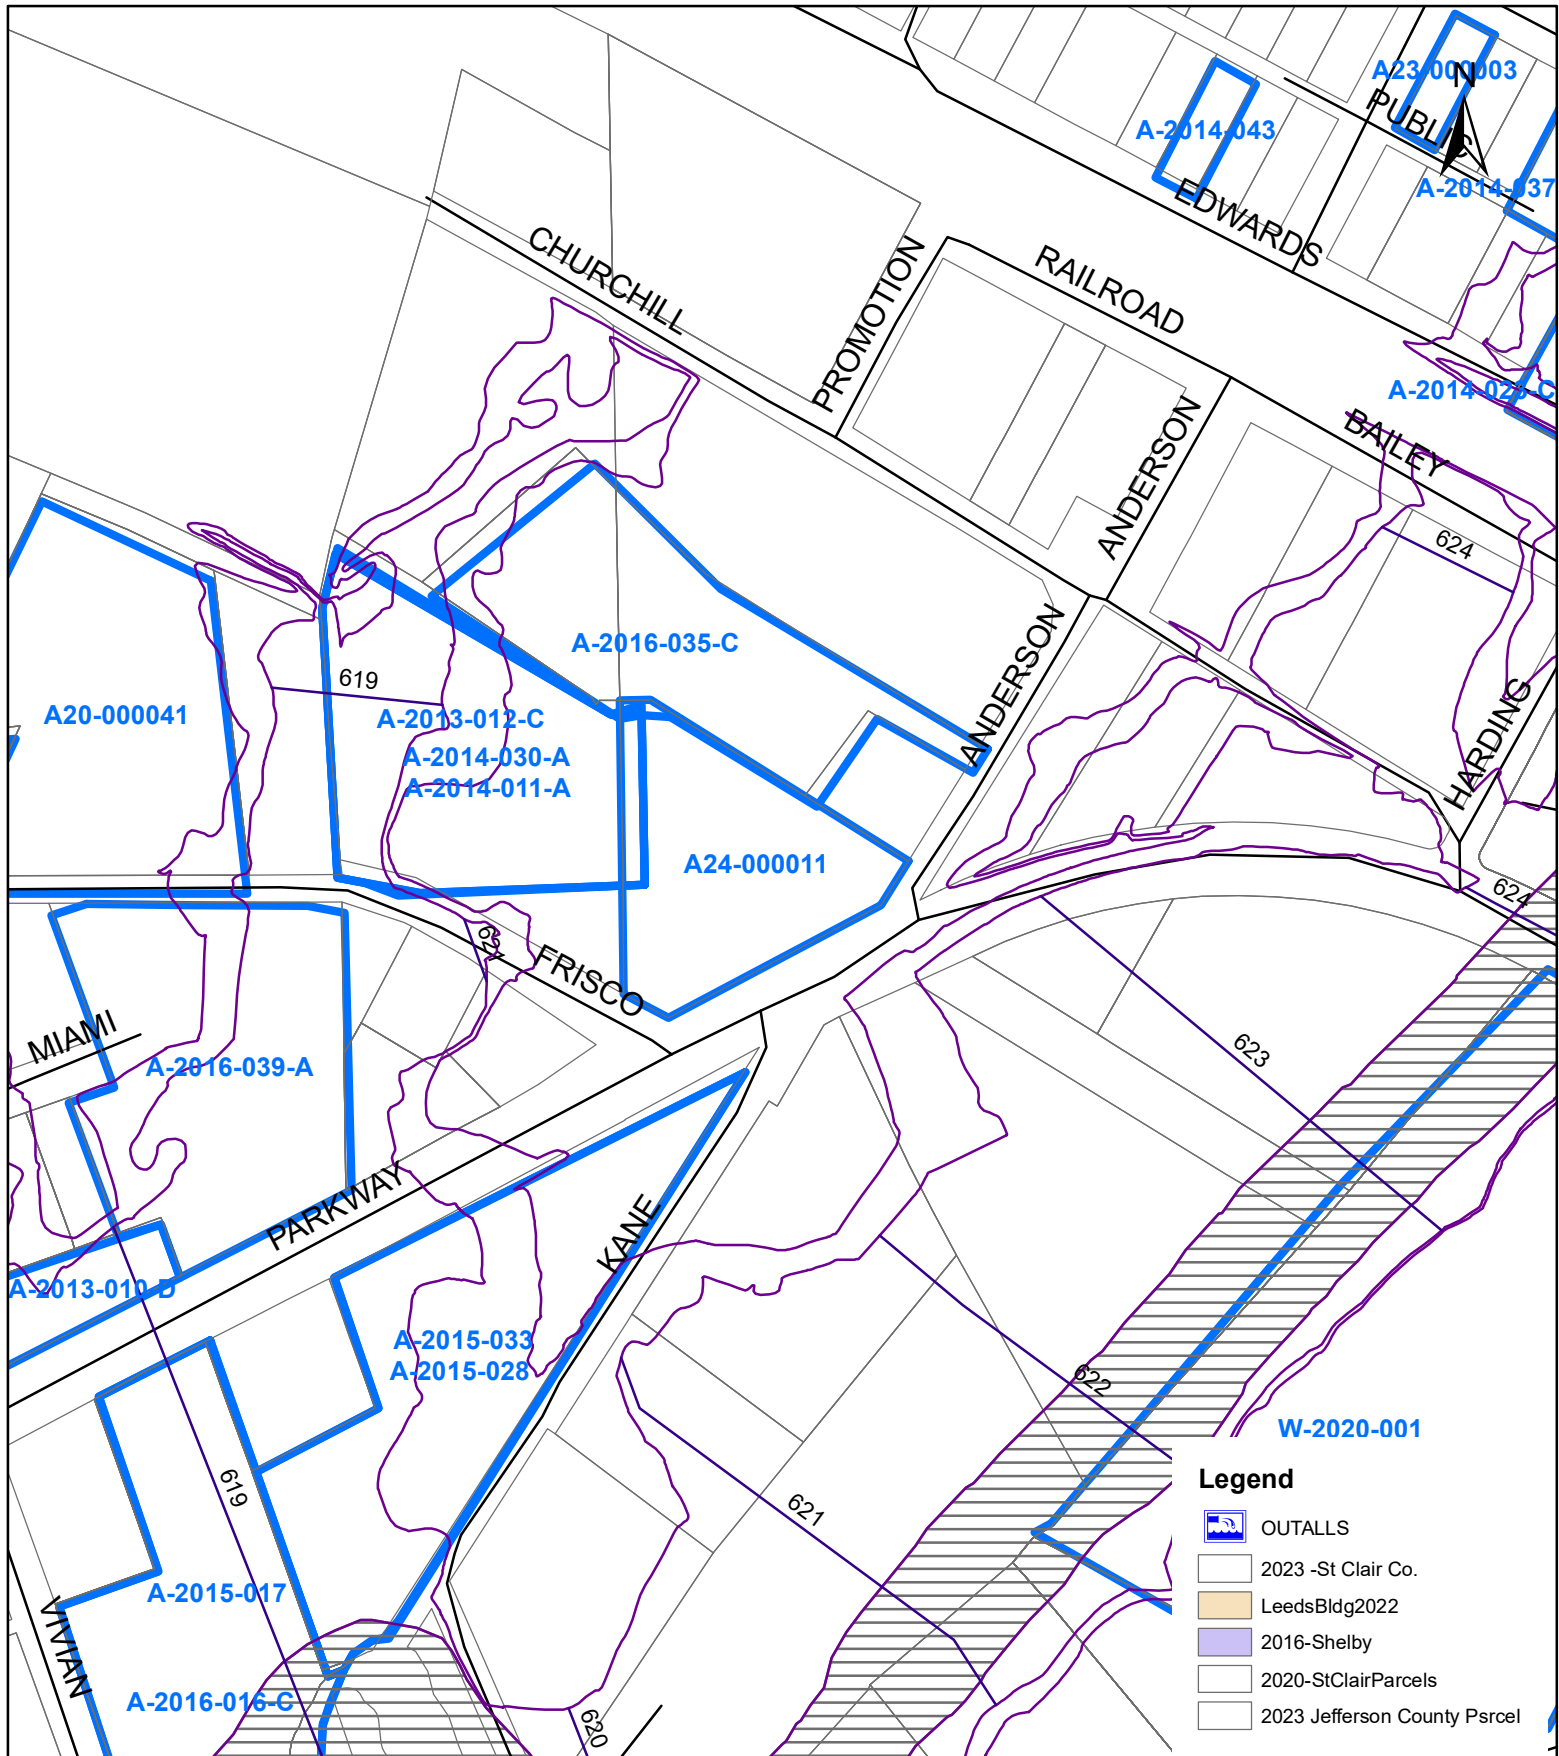 A23-000003
N
PUBLIC
A-2014-043
A-2014-037
EDWARDS
CHURCHILL
PROMOTION
RAILROAD
A-2014-023-C
BAILEY
ANDERSON
624
A-2016-035-C
ANDERSON
619
A20-000041
A-2013-012-C
A-2014-030-A
A-2014-011-A
HARDING
A24-000011
624
627
FRISCO
MIAMI
A-2016-039-A
623
PARKWAY
KANE
A-2013-010-D
A-2015-033
A-2015-028
622
W-2020-001
619
621
A-2015-017
VIVIAN
A-2016-016-C
620
Legend
OUTALLS
2023 -St Clair Co.
LeedsBldg2022
2016-Shelby
2020-StClairParcels
2023 Jefferson County Psrcel